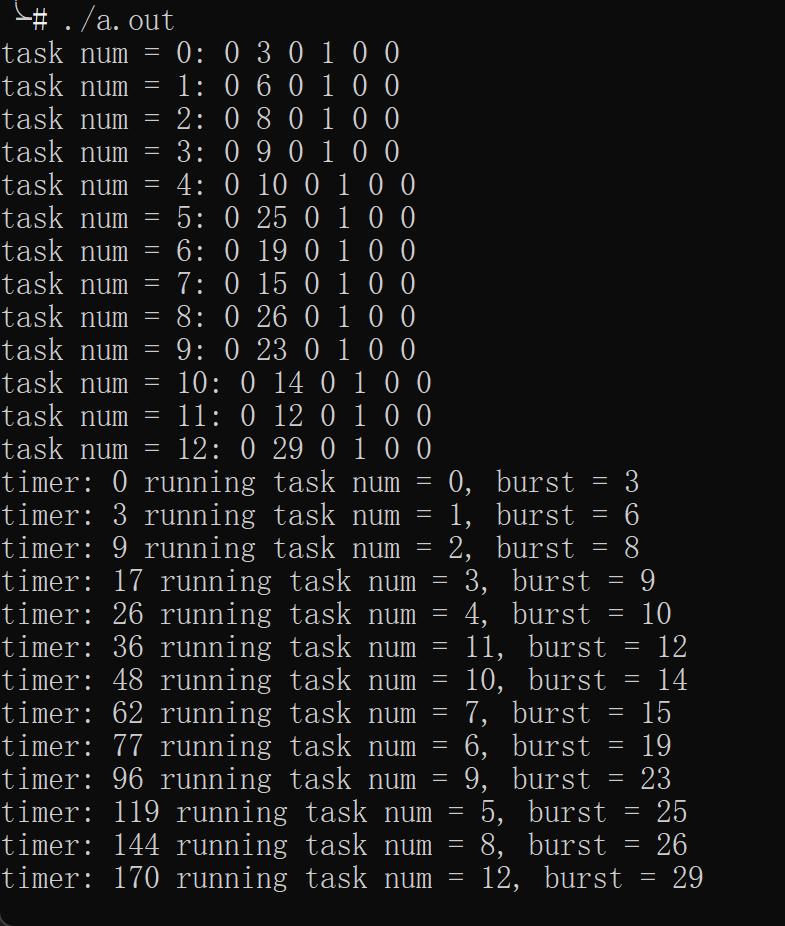 ╰─# ./a.out
task num = 0: 0 3 0 1 0 0
task num = 1: 0 6 0 1 0 0
task num = 2: 0 8 0 1 0 0
task num = 3: 0 9 0 1 0 0
task num = 4: 0 10 0 1 0 0
task num = 5: 0 25 0 1 0 0
task num = 6: 0 19 0 1 0 0
task num = 7: 0 15 0 1 0 0
task num = 8: 0 26 0 1 0 0
task num = 9: 0 23 0 1 0 0
task num = 10: 0 14 0 1 0 0
task num = 11: 0 12 0 1 0 0
task num = 12: 0 29 0 1 0 0
timer: 0 running task num = 0, burst = 3
timer: 3 running task num = 1, burst = 6
timer: 9 running task num = 2, burst = 8
timer: 17 running task num = 3, burst = 9
timer: 26 running task num = 4, burst = 10
timer: 36 running task num = 11, burst = 12
timer: 48 running task num = 10, burst = 14
timer: 62 running task num = 7, burst = 15
timer: 77 running task num = 6, burst = 19
timer: 96 running task num = 9, burst = 23
timer: 119 running task num = 5, burst = 25
timer: 144 running task num = 8, burst = 26
timer: 170 running task num = 12, burst = 29